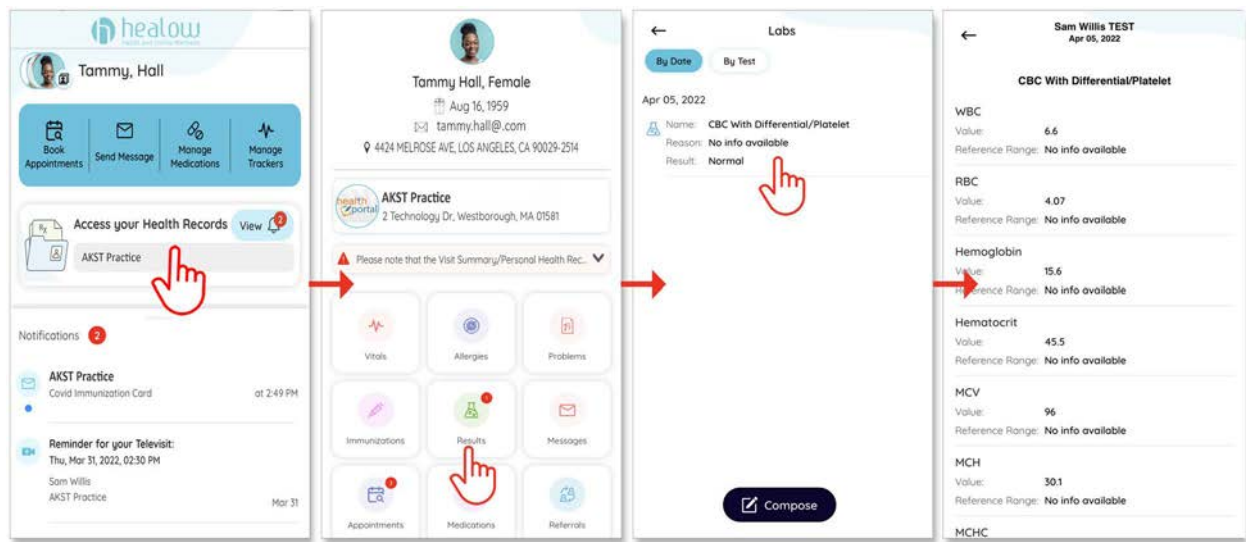 healow
Tammy, Hall
Book
Appointments
Send Message
Manage
Medications
Manage
Trackers
Access your Health Records
View
2
AKST Practice
Notifications 2
AKST Practice
Covid Immunization Card at 2:49 PM
Reminder for your Televisit:
Thu, Mar 31, 2022, 02:30 PM
Sam Willis
AKST Practice Mar 31
Tammy Hall, Female
Aug 16, 1959
tammy.hall@.com
4424 MELROSE AVE, LOS ANGELES, CA 90029-2514
health
portal
AKST Practice
2 Technology Dr, Westborough, MA 01581
Please note that the Visit Summary/Personal Health Rec..
Vitals
Allergies
Problems
Immunizations
Results
Messages
Appointments
Medications
Referrals
Labs
By Date
By Test
Apr 05, 2022
Name: CBC With Differential/Platelet
Reason: No info available
Result: Normal
Compose
Sam Willis TEST
Apr 05, 2022
CBC With Differential/Platelet
WBC
Value: 6.6
Reference Range: No info available
RBC
Value: 4.07
Reference Range: No info available
Hemoglobin
Value: 15.6
Reference Range: No info available
Hematocrit
Value: 45.5
Reference Range: No info available
MCV
Value: 96
Reference Range: No info available
MCH
Value: 30.1
Reference Range: No info available
MCHC